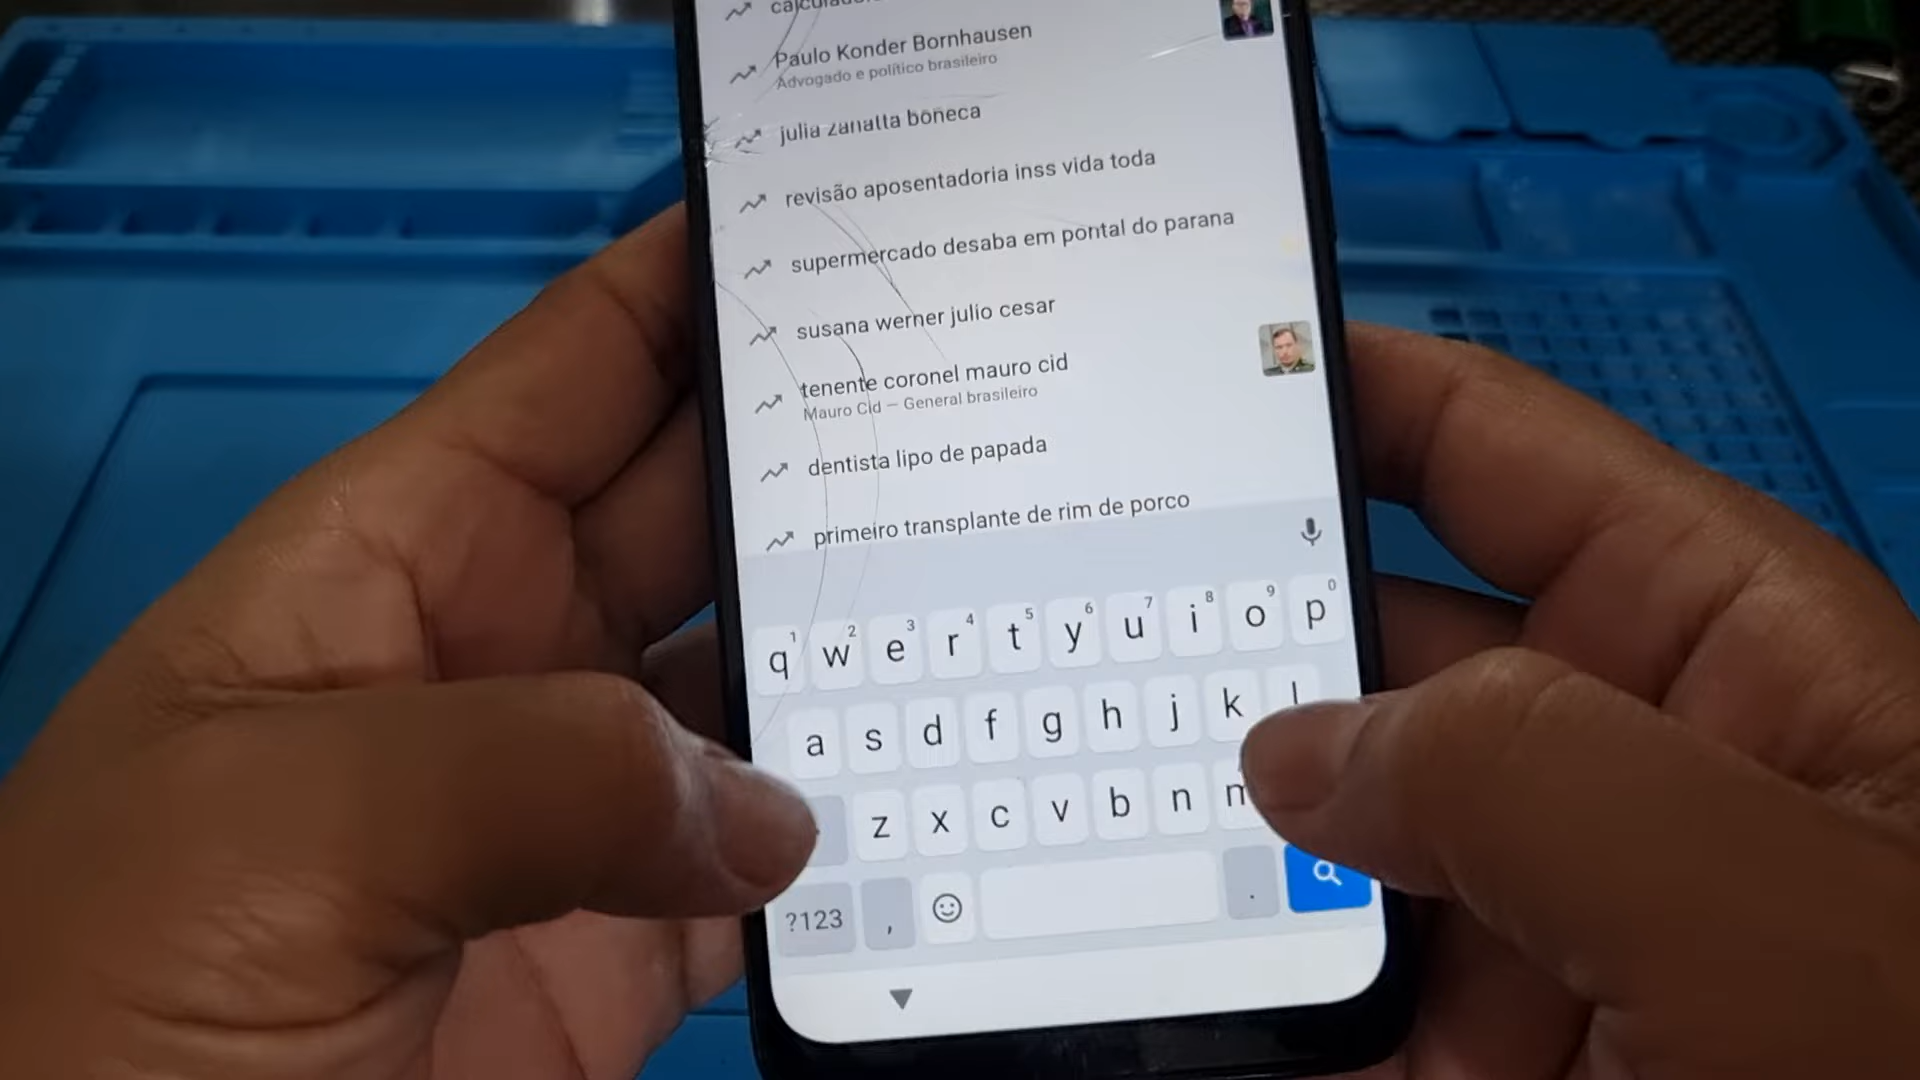 Paulo Konder Bornhausen
Advogado e político brasileiro
julia zanatta boneca
revisão aposentadoria inss vida toda
supermercado desaba em pontal do parana
susana werner julio cesar
tenente coronel mauro cid
Mauro Cid – General brasileiro
dentista lipo de papada
primeiro transplante de rim de porco
1 2 3 4 5 6 7 8 9 0
q w e r t y u i o p
a s d f g h j k l
z x c v b n m
?123 , .